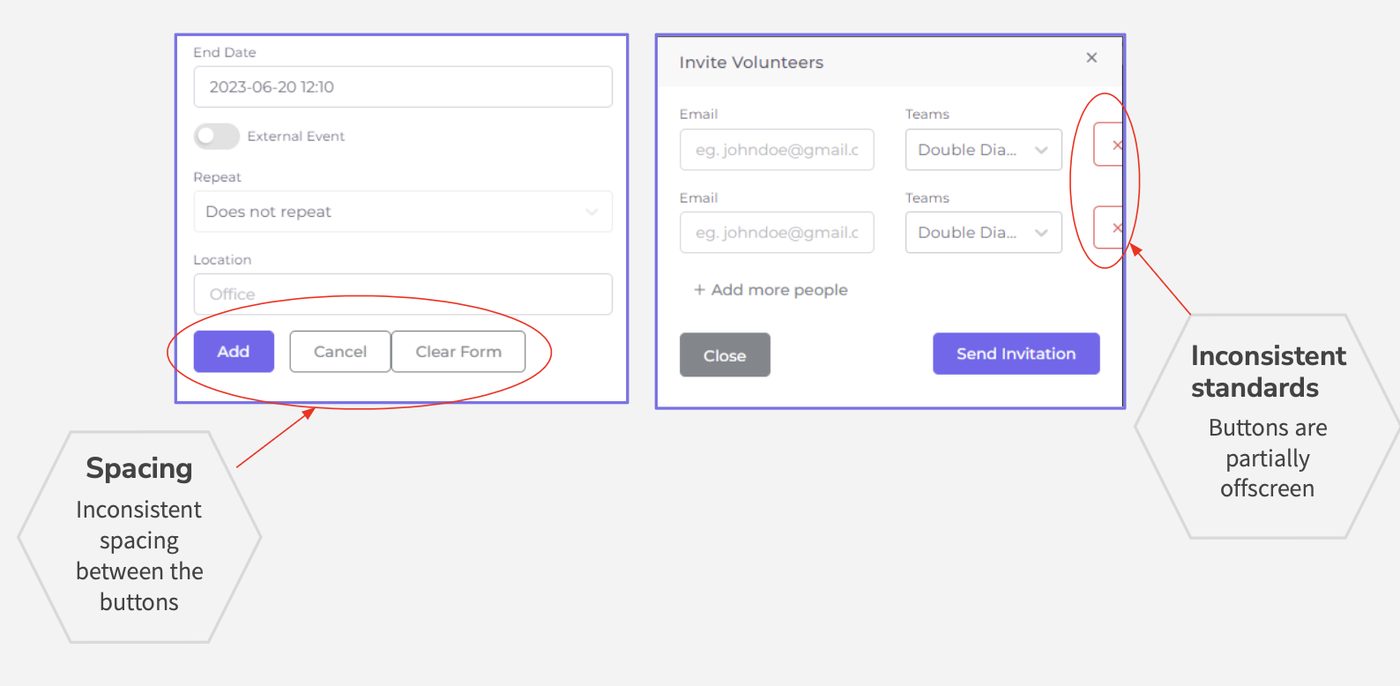 End Date
2023-06-20 12:10
External Event
Repeat
Does not repeat
Location
Office
Add Cancel Clear Form
Invite Volunteers ×
Email Teams
eg. johndoe@gmail.c Double Dia... ×
Email Teams
eg. johndoe@gmail.c Double Dia... ×
+ Add more people
Close Send Invitation
Spacing
Inconsistent
spacing
between the
buttons
Inconsistent
standards
Buttons are
partially
offscreen